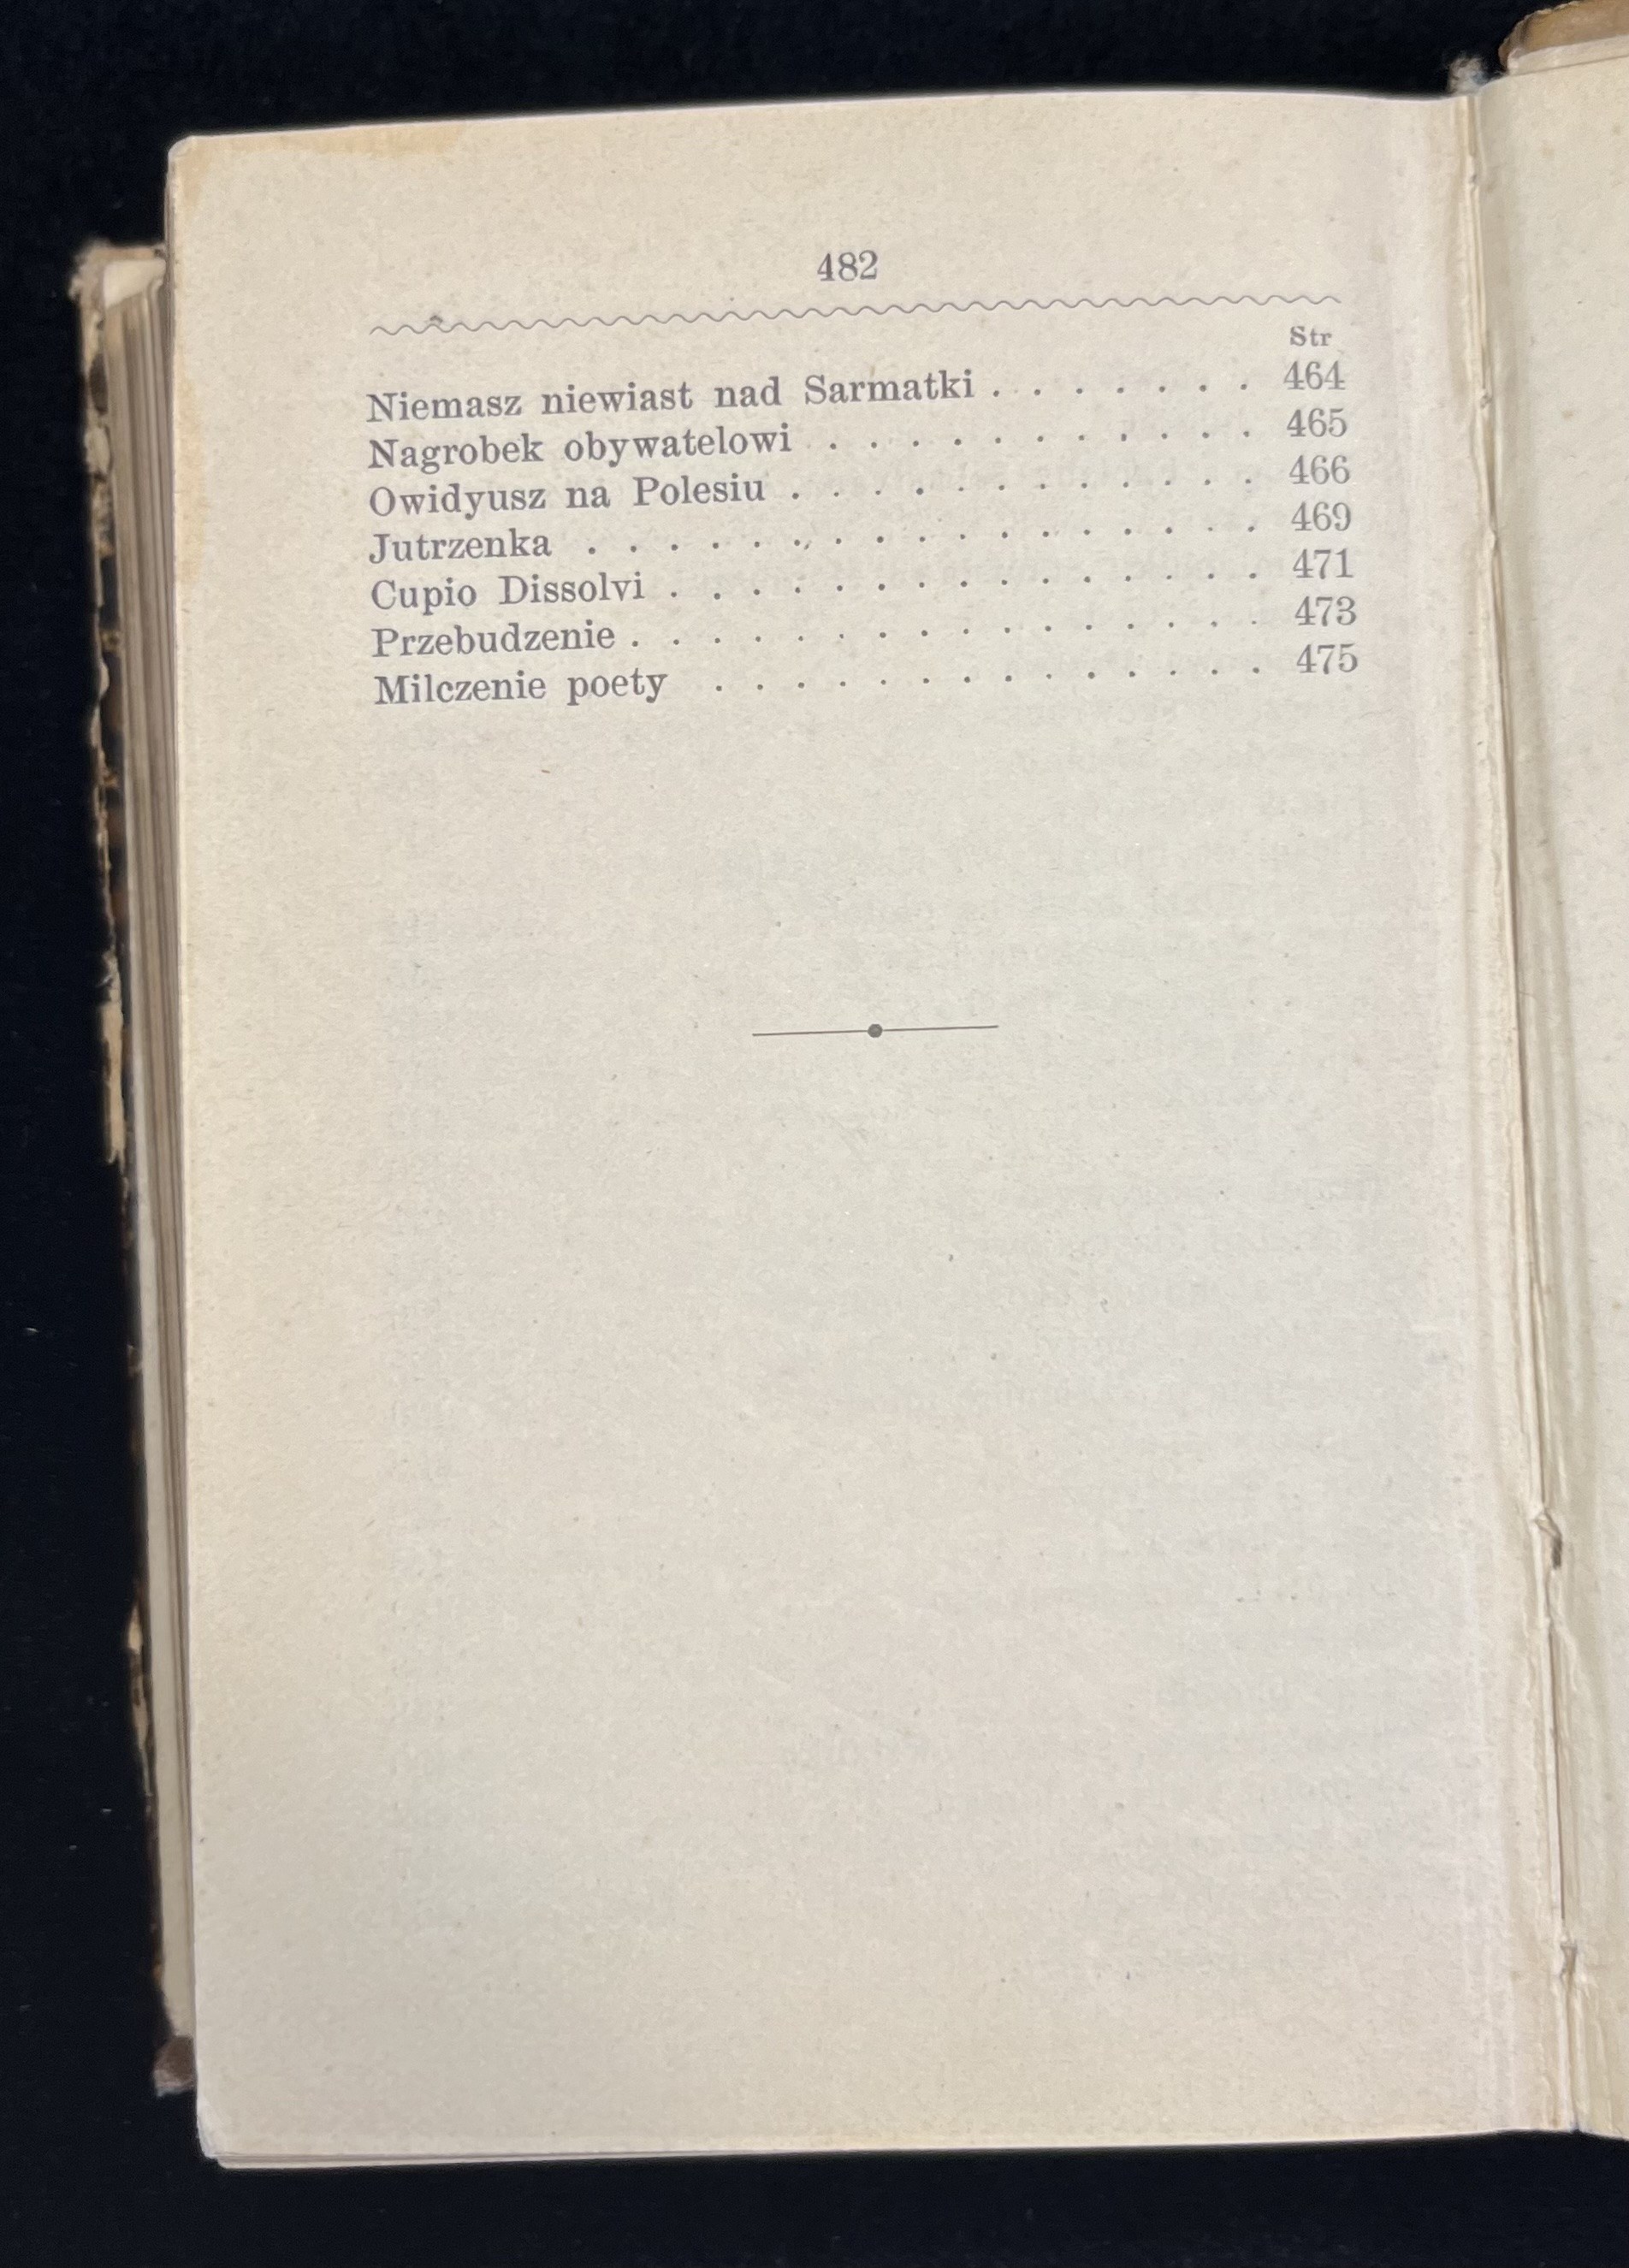 482
Str
Niemasz niewiast nad Sarmatki . . . . . . . 464
Nagrobek obywatelowi . . . . . . . . . . . 465
Owidyusz na Polesiu . . . . . . . . . . . . 466
Jutrzenka . . . . . . . . . . . . . . . . . 469
Cupio Dissolvi . . . . . . . . . . . . . . . 471
Przebudzenie . . . . . . . . . . . . . . . . 473
Milczenie poety . . . . . . . . . . . . . . 475